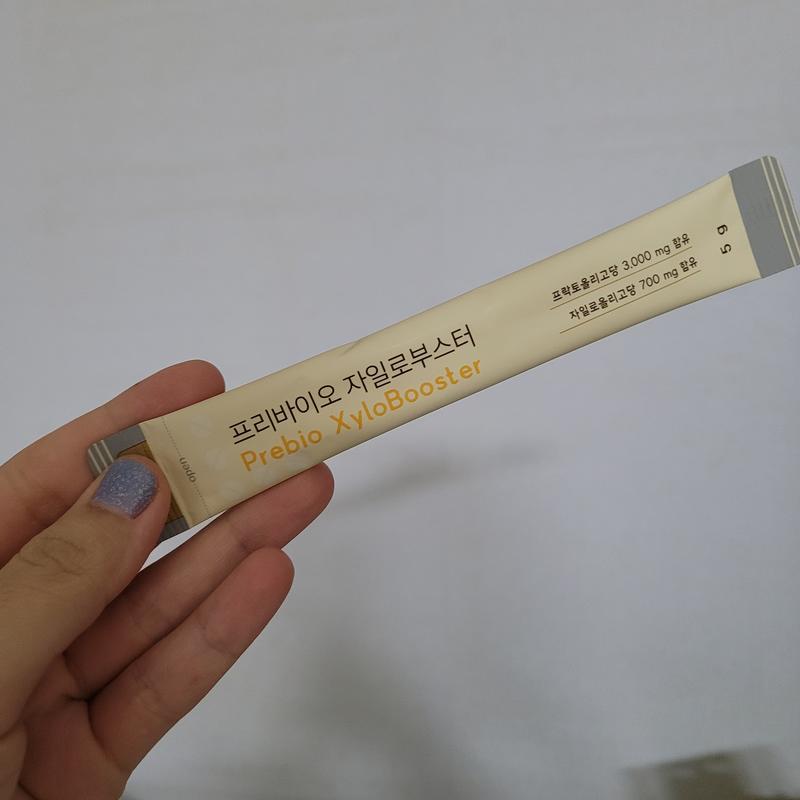 프리바이오 자일로부스터
Prebio XyloBooster
프락토올리고당 3,000 mg 함유
자일로올리고당 700 mg 함유
5 g
open